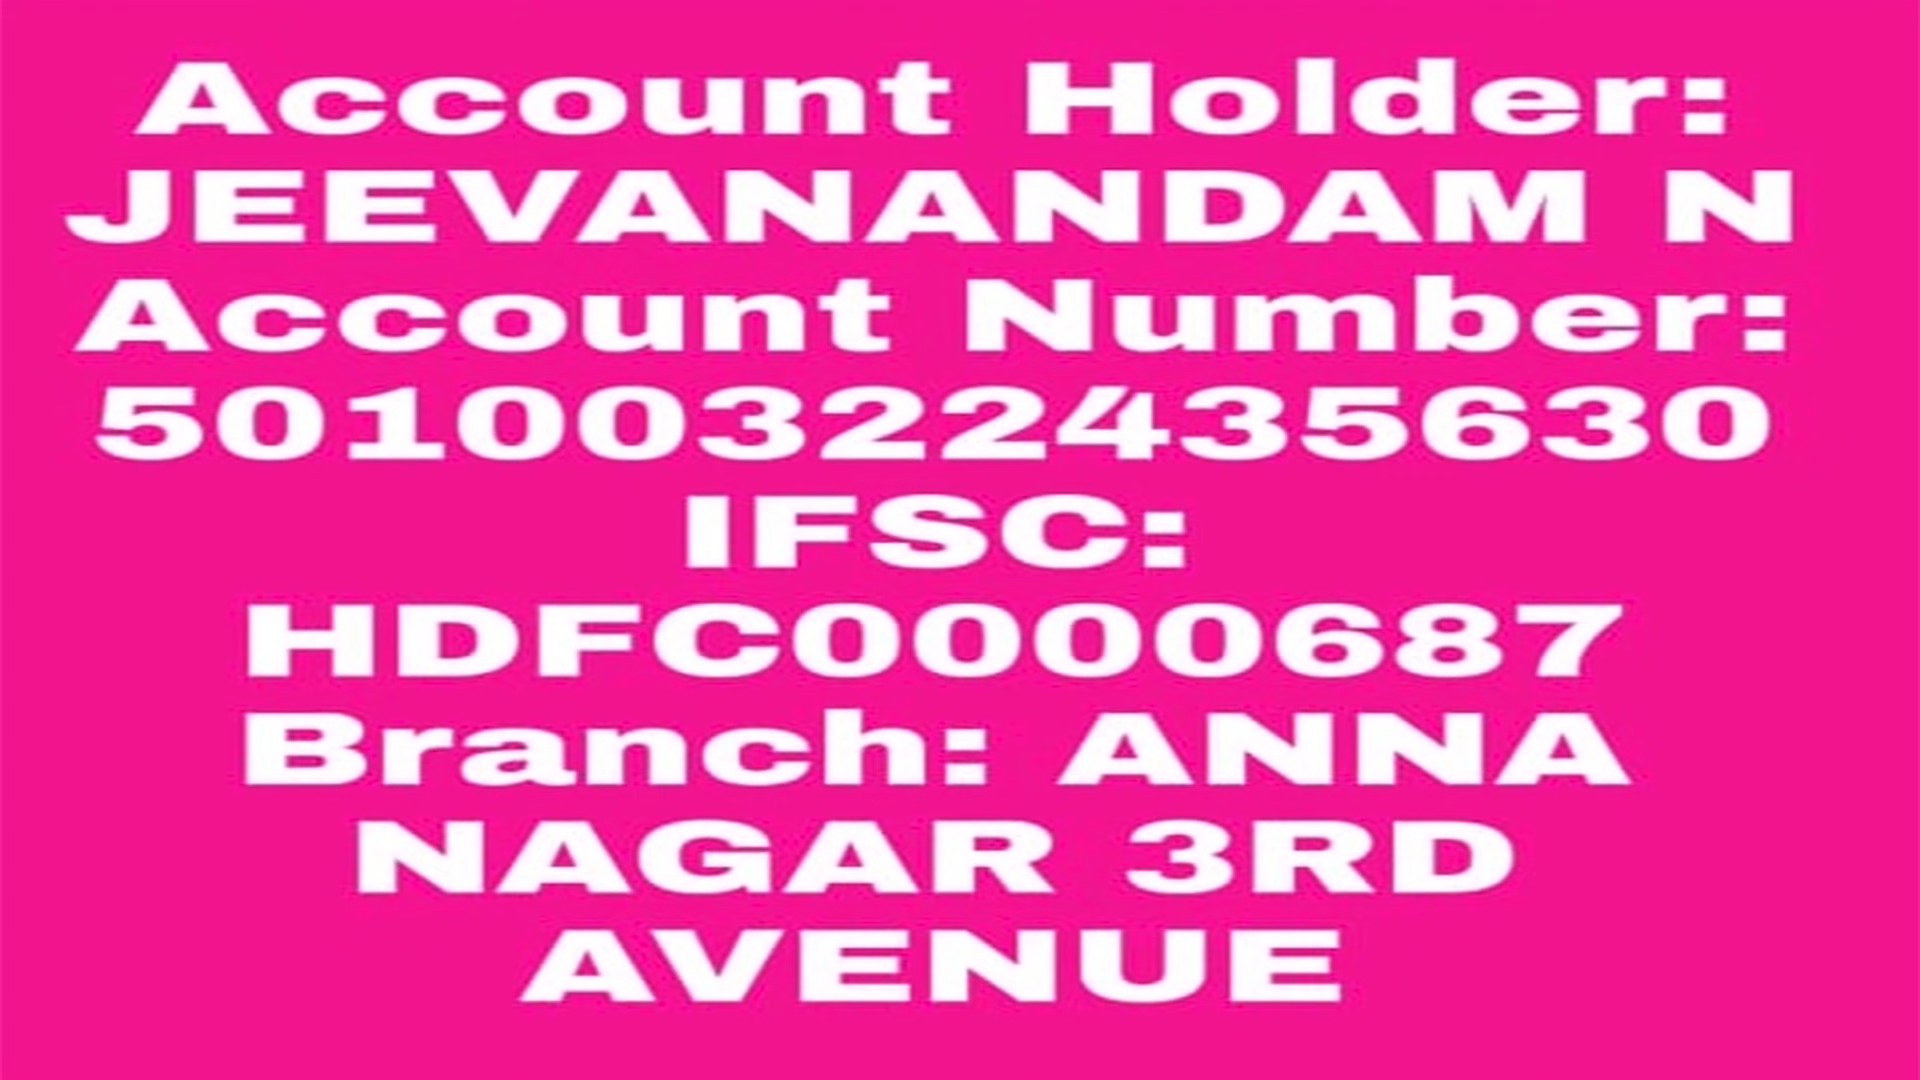 Account Holder:
JEEVANANDAM N
Account Number:
50100322435630
IFSC:
HDFC0000687
Branch: ANNA
NAGAR 3RD
AVENUE